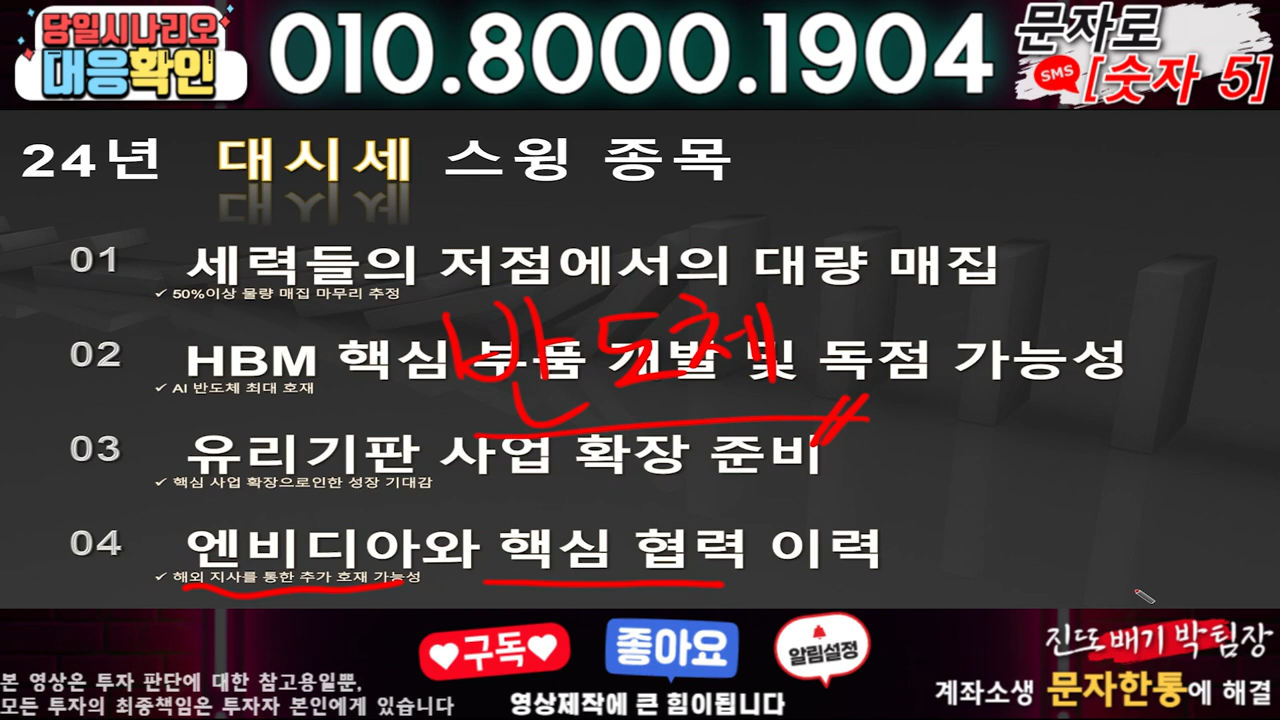 당일시나리오
대응확인
010.8000.1904
문자로
SMS
[숫자 5]
24년 대시세 스윙 종목
01 세력들의 저점에서의 대량 매집
✓ 50%이상 물량 매집 마무리 추정
02 HBM 핵심 부품 개발 및 독점 가능성
✓ AI 반도체 최대 호재
반도체
03 유리기판 사업 확장 준비
✓ 핵심 사업 확장으로인한 성장 기대감
04 엔비디아와 핵심 협력 이력
✓ 해외 지사를 통한 추가 호재 가능성
구독
좋아요
알림설정
진또배기 박팀장
본 영상은 투자 판단에 대한 참고용일뿐,
모든 투자의 최종책임은 투자자 본인에게 있습니다
영상제작에 큰 힘이됩니다
계좌소생 문자한통에 해결